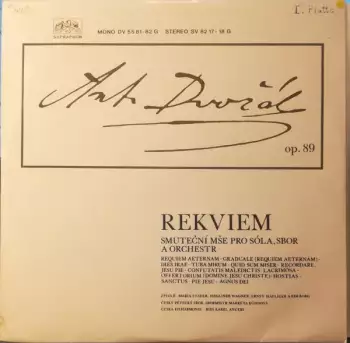 SUPRAPHON
MONO DV 5561-62 G STEREO SV 8217-18 G
Ant. Dvořák
op. 89
REKVIEM
SMUTEČNÍ MŠE PRO SÓLA, SBOR
A ORCHESTR
REQUIEM AETERNAM · GRADUALE (REQUIEM AETERNAM) ·
DIES IRAE · TUBA MIRUM · QUID SUM MISER · RECORDARE,
JESU PIE · CONFUTATIS MALEDICTIS · LACRIMOSA ·
OFFERTORIUM (DOMINE JESU CHRISTE) · HOSTIAS ·
SANCTUS · PIE JESU · AGNUS DEI